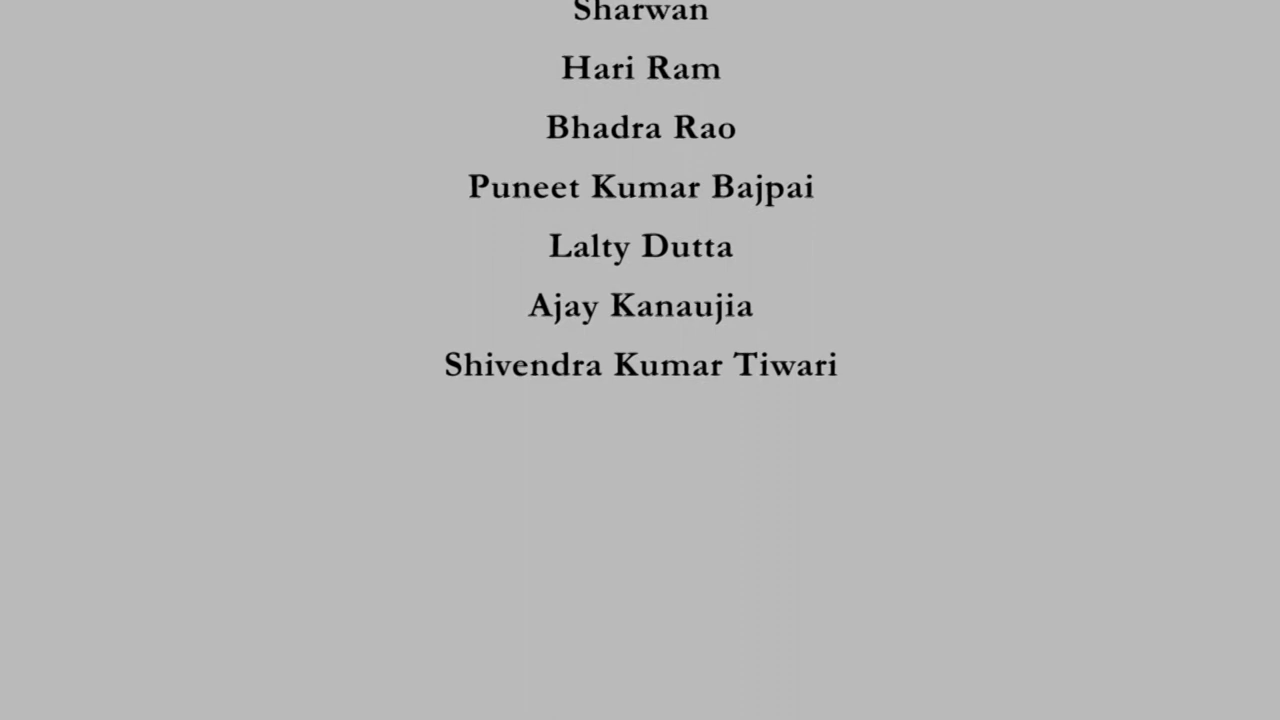 Sharwan
Hari Ram
Bhadra Rao
Puneet Kumar Bajpai
Lalty Dutta
Ajay Kanaujia
Shivendra Kumar Tiwari